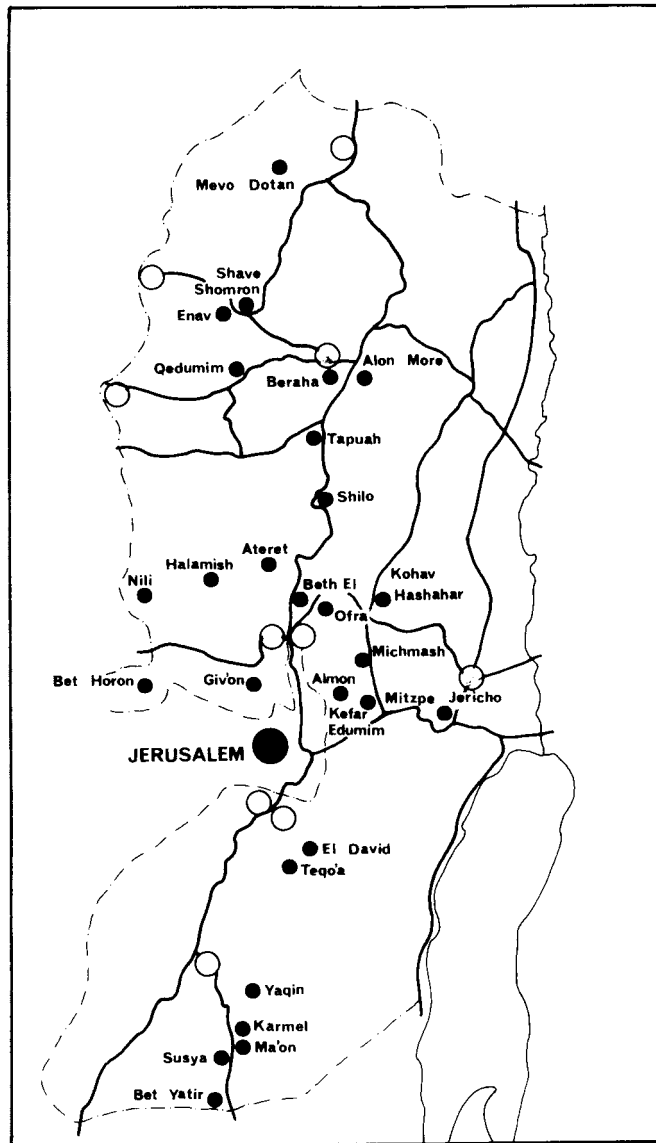 Mevo Dotan
Shave
Shomron
Enav
Qedumim
Beraha
Alon More
Tapuah
Shilo
Ateret
Halamish
Nili
Beth El
Kohav
Hashahar
Ofra
Michmash
Bet Horon
Giv'on
Almon
Mitzpe Jericho
Kefar
Edumim
JERUSALEM
El David
Teqo'a
Yaqin
Karmel
Ma'on
Susya
Bet Yatir